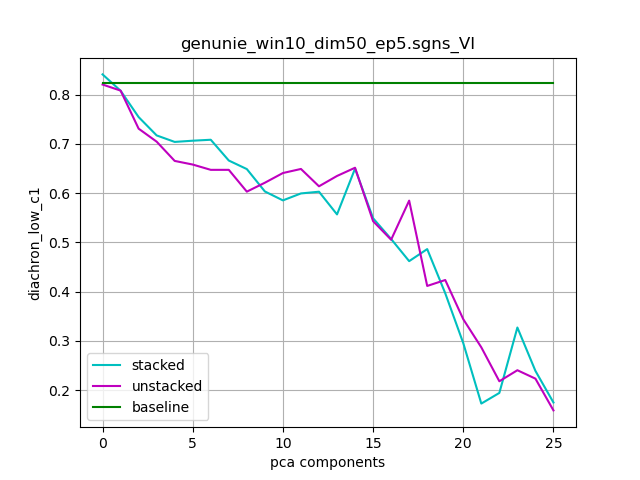 genunie_win10_dim50_ep5.sgns_VI
diachron_low_c1
0.8
0.7
0.6
0.5
0.4
0.3
0.2
stacked
unstacked
baseline
0 5 10 15 20 25
pca components